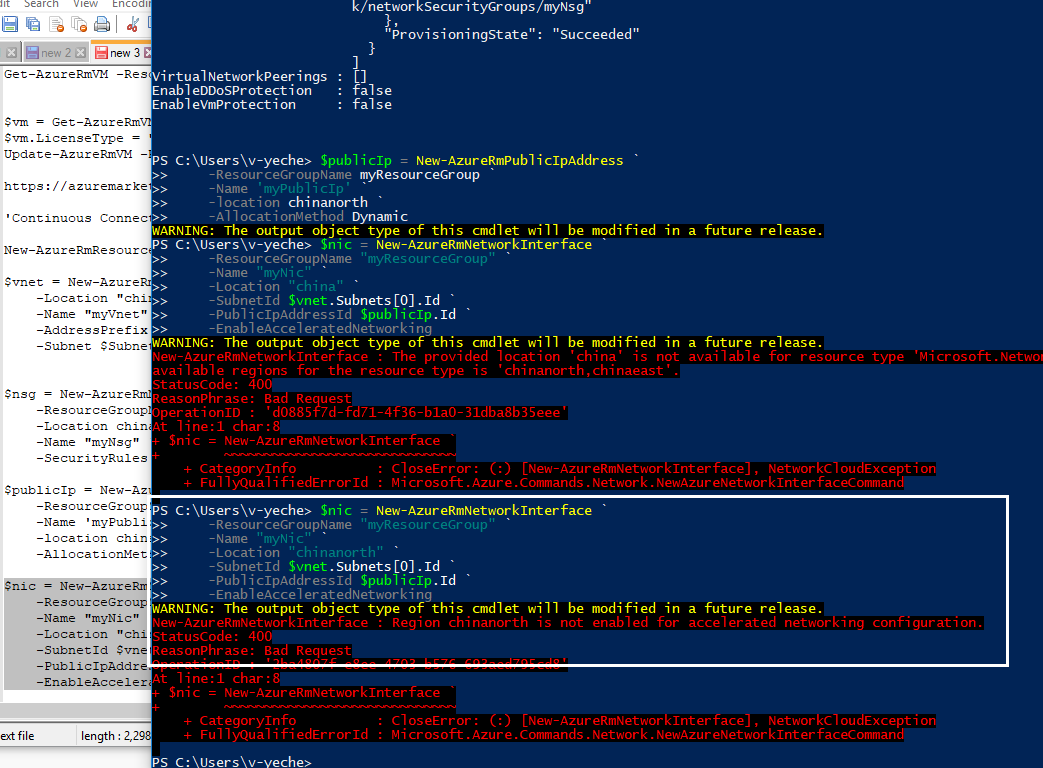 dit Search View Encoding
new 2
new 3
Get-AzureRmVM -Reso
$vm = Get-AzureRmVM
$vm.LicenseType =
Update-AzureRmVM
https://azuremarket
'Continuous Connect
New-AzureRmResource
$vnet = New-AzureRm
-Location "chi
-Name "myVnet"
-AddressPrefix
-Subnet $Subne
$nsg = New-AzureRmN
-ResourceGroup
-Location china
-Name "myNsg"
-SecurityRules
$publicIp = New-Azu
-ResourceGroup
-Name 'myPubli
-location chin
-AllocationMet
$nic = New-AzureRm
-ResourceGroup
-Name "myNic"
-Location "chi
-SubnetId $vne
-PublicIpAddre
-EnableAcceler
ext file
length : 2,298
k/networkSecurityGroups/myNsg"
},
"ProvisioningState": "Succeeded"
}
]
VirtualNetworkPeerings : []
EnableDDoSProtection : false
EnableVmProtection : false
PS C:\Users\v-yeche> $publicIp = New-AzureRmPublicIpAddress `
>> -ResourceGroupName myResourceGroup `
>> -Name 'myPublicIp' `
>> -location chinanorth `
>> -AllocationMethod Dynamic
WARNING: The output object type of this cmdlet will be modified in a future release.
PS C:\Users\v-yeche> $nic = New-AzureRmNetworkInterface `
>> -ResourceGroupName "myResourceGroup" `
>> -Name "myNic" `
>> -Location "china" `
>> -SubnetId $vnet.Subnets[0].Id `
>> -PublicIpAddressId $publicIp.Id `
>> -EnableAcceleratedNetworking
WARNING: The output object type of this cmdlet will be modified in a future release.
New-AzureRmNetworkInterface : The provided location 'china' is not available for resource type 'Microsoft.Netwo
available regions for the resource type is 'chinanorth,chinaeast'.
StatusCode: 400
ReasonPhrase: Bad Request
OperationID : 'd0885f7d-fd71-4f36-b1a0-31dba8b35eee'
At line:1 char:8
+ $nic = New-AzureRmNetworkInterface `
+ ~~~~~~~~~~~~~~~~~~~~~~~~~~~~~
+ CategoryInfo : CloseError: (:) [New-AzureRmNetworkInterface], NetworkCloudException
+ FullyQualifiedErrorId : Microsoft.Azure.Commands.Network.NewAzureNetworkInterfaceCommand
PS C:\Users\v-yeche> $nic = New-AzureRmNetworkInterface `
>> -ResourceGroupName "myResourceGroup" `
>> -Name "myNic" `
>> -Location "chinanorth" `
>> -SubnetId $vnet.Subnets[0].Id `
>> -PublicIpAddressId $publicIp.Id `
>> -EnableAcceleratedNetworking
WARNING: The output object type of this cmdlet will be modified in a future release.
New-AzureRmNetworkInterface : Region chinanorth is not enabled for accelerated networking configuration.
StatusCode: 400
ReasonPhrase: Bad Request
OperationID :
At line:1 char:8
+ $nic = New-AzureRmNetworkInterface `
+ ~~~~~~~~~~~~~~~~~~~~~~~~~~~~~
+ CategoryInfo : CloseError: (:) [New-AzureRmNetworkInterface], NetworkCloudException
+ FullyQualifiedErrorId : Microsoft.Azure.Commands.Network.NewAzureNetworkInterfaceCommand
PS C:\Users\v-yeche>